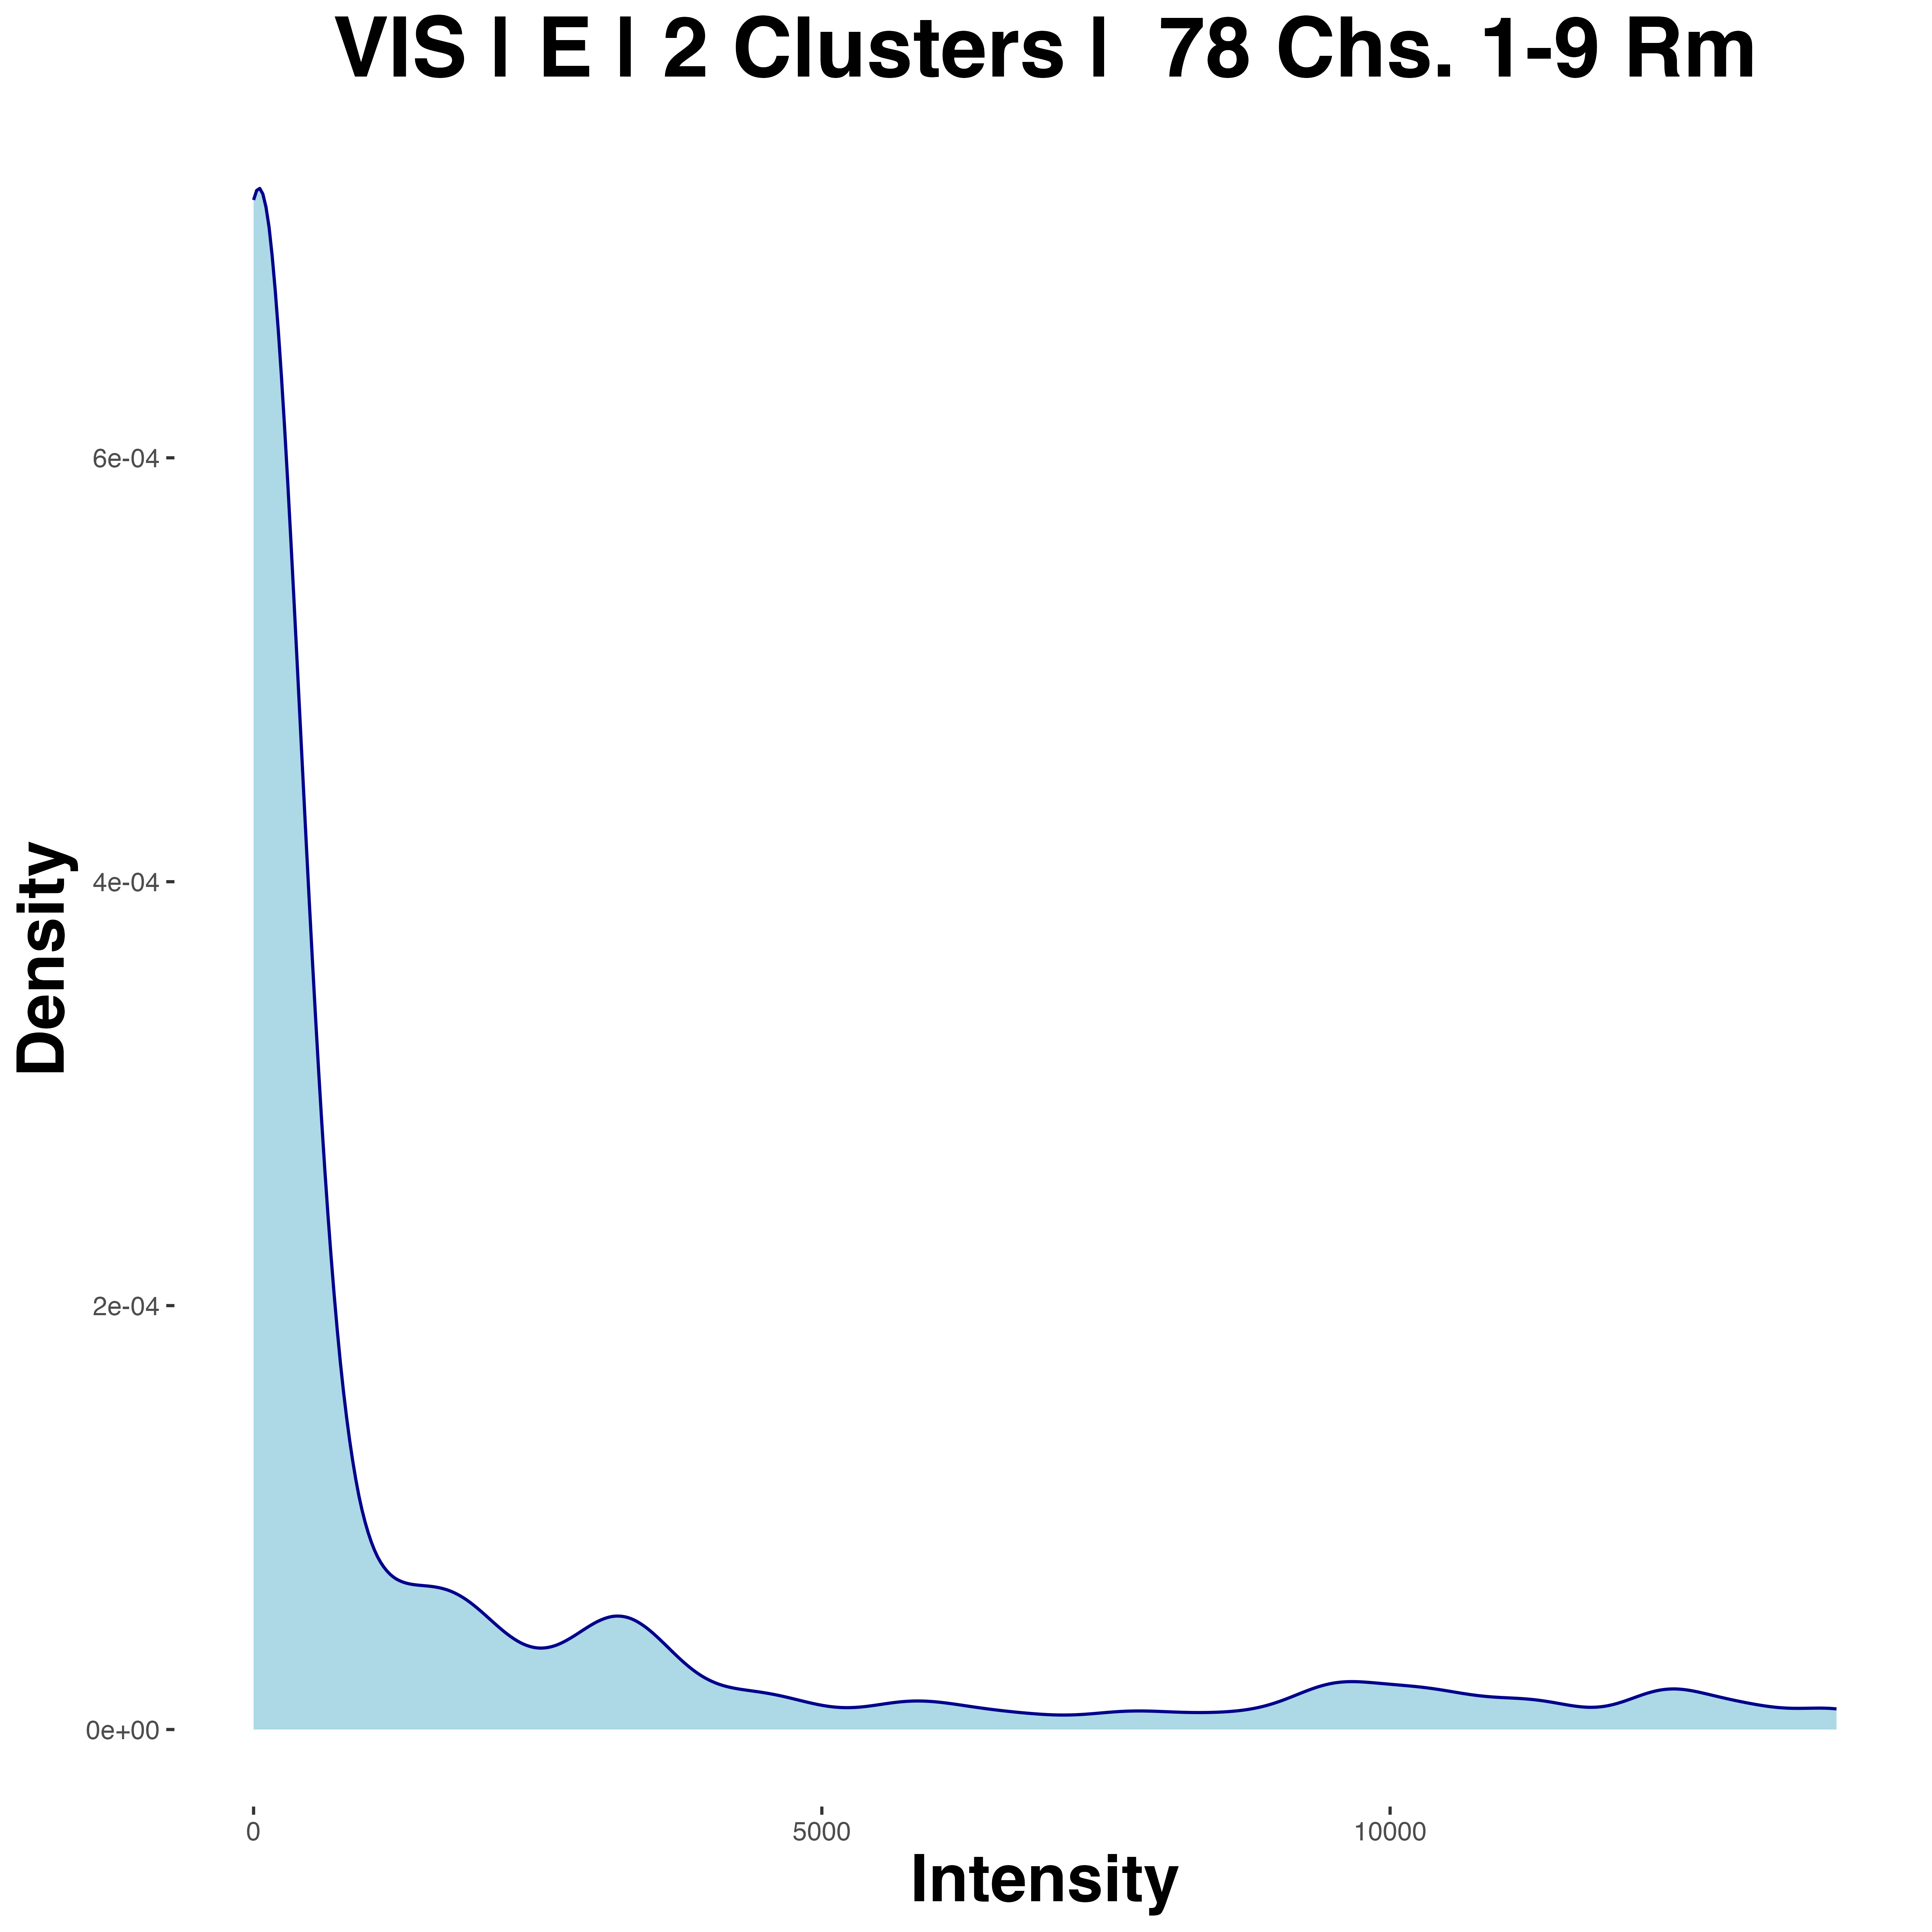 VIS | E | 2 Clusters |  78 Chs. 1-9 Rm
6e-04
4e-04
2e-04
0e+00
Density
0
5000
10000
Intensity